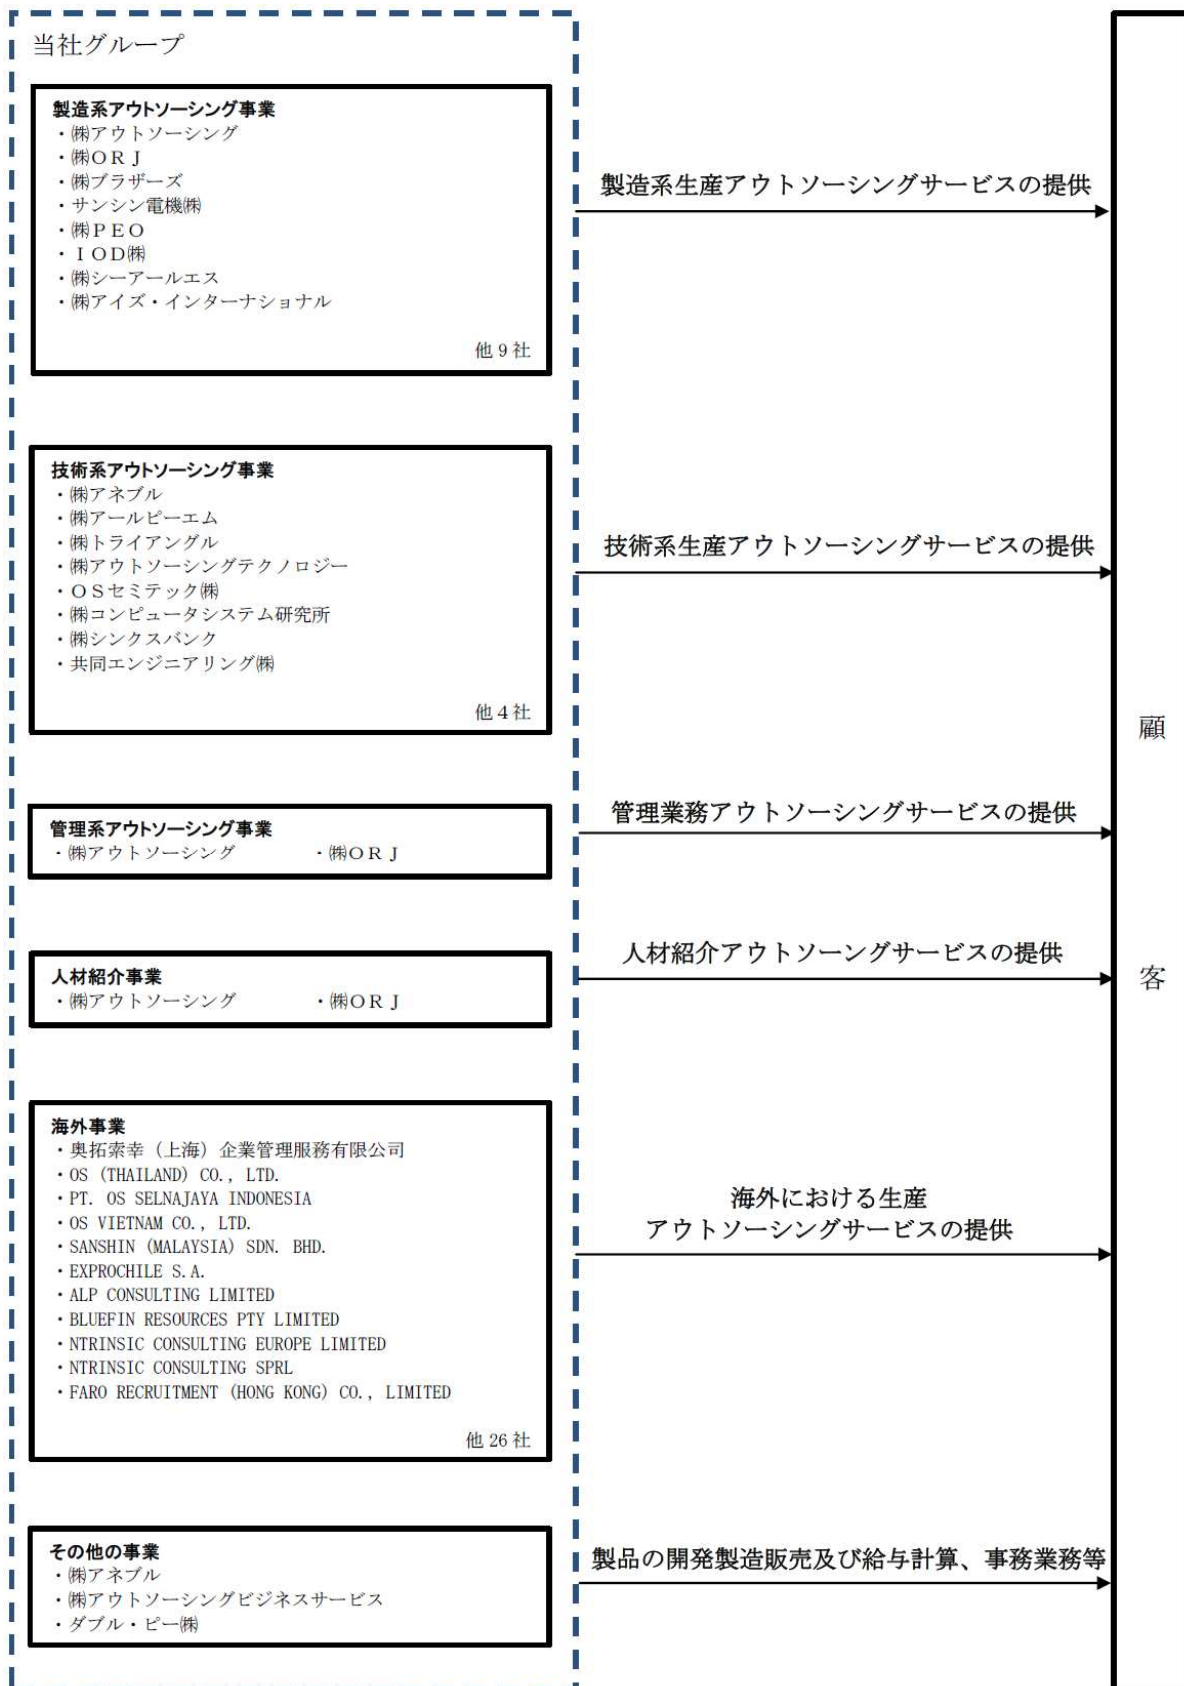 当社グループ
製造系アウトソーシング事業
・㈱アウトソーシング
・㈱ＯＲＪ
・㈱ブラザーズ
・サンシン電機㈱
・㈱ＰＥＯ
・ＩＯＤ㈱
・㈱シーアールエス
・㈱アイズ・インターナショナル
他９社
製造系生産アウトソーシングサービスの提供
技術系アウトソーシング事業
・㈱アネブル
・㈱アールピーエム
・㈱トライアングル
・㈱アウトソーシングテクノロジー
・ＯＳセミテック㈱
・㈱コンピュータシステム研究所
・㈱シンクスバンク
・共同エンジニアリング㈱
他４社
技術系生産アウトソーシングサービスの提供
管理系アウトソーシング事業
・㈱アウトソーシング ・㈱ＯＲＪ
管理業務アウトソーシングサービスの提供
人材紹介事業
・㈱アウトソーシング ・㈱ＯＲＪ
人材紹介アウトソーングサービスの提供
海外事業
・奥拓索幸（上海）企業管理服務有限公司
・OS (THAILAND) CO., LTD.
・PT. OS SELNAJAYA INDONESIA
・OS VIETNAM CO., LTD.
・SANSHIN (MALAYSIA) SDN. BHD.
・EXPROCHILE S.A.
・ALP CONSULTING LIMITED
・BLUEFIN RESOURCES PTY LIMITED
・NTRINSIC CONSULTING EUROPE LIMITED
・NTRINSIC CONSULTING SPRL
・FARO RECRUITMENT (HONG KONG) CO., LIMITED
他 26 社
海外における生産
アウトソーシングサービスの提供
その他の事業
・㈱アネブル
・㈱アウトソーシングビジネスサービス
・ダブル・ピー㈱
製品の開発製造販売及び給与計算、事務業務等
顧
客